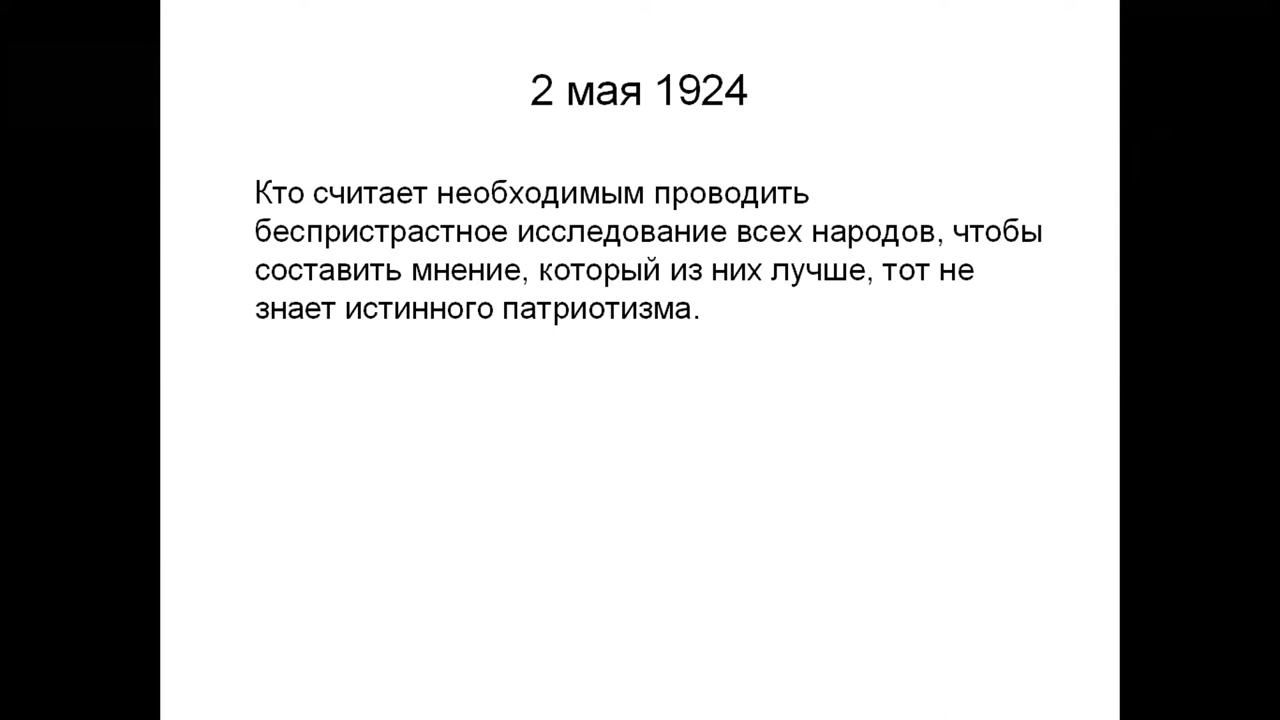 2 мая 1924
Кто считает необходимым проводить
беспристрастное исследование всех народов, чтобы
составить мнение, который из них лучше, тот не
знает истинного патриотизма.